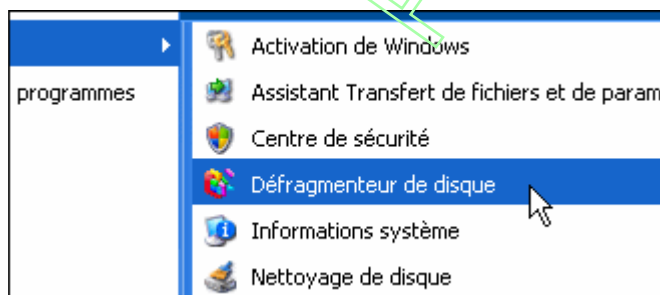 Activation de Windows
programmes
Assistant Transfert de fichiers et de param
Centre de sécurité
Défragmenteur de disque
Informations système
Nettoyage de disque